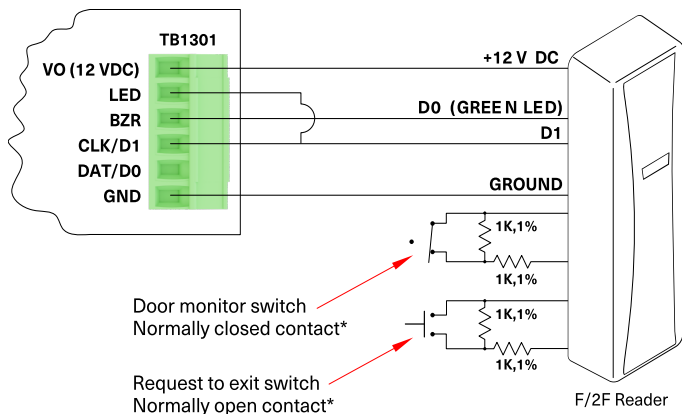 TB1301
VO (12 VDC)
LED
BZR
CLK/D1
DAT/D0
GND
+12 V DC
D0 (GREEN LED)
D1
GROUND
1K,1%
1K,1%
1K,1%
1K,1%
Door monitor switch
Normally closed contact*
Request to exit switch
Normally open contact*
F/2F Reader